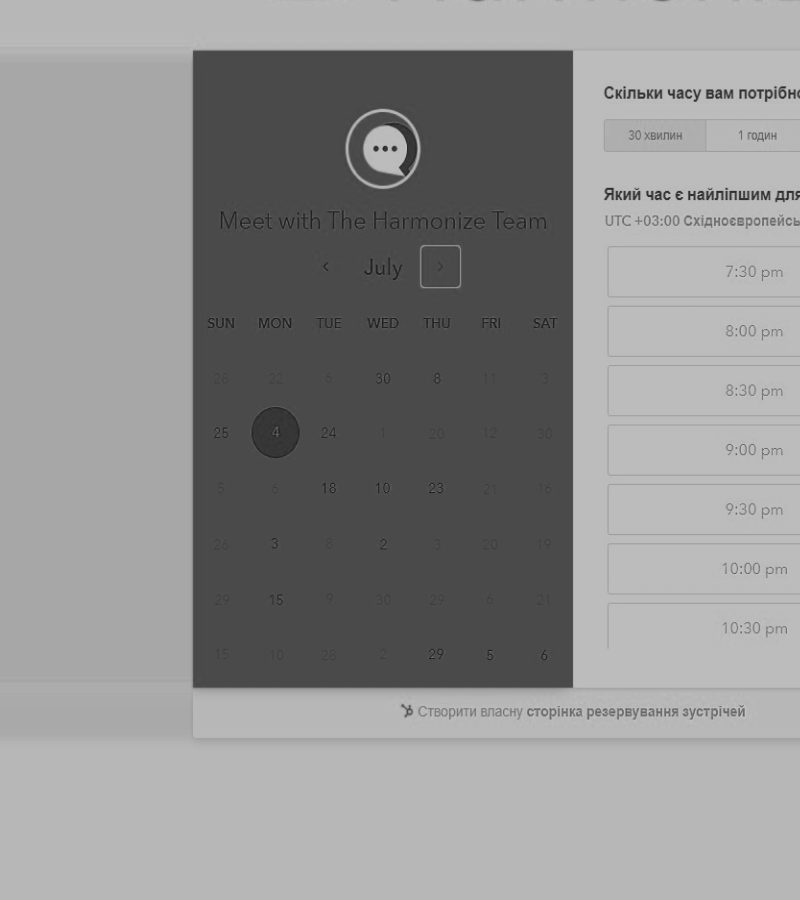 Скільки часу вам потрібно
30 хвилин 1 годин
Meet with The Harmonize Team
July
Який час є найліпшим для
UTC +03:00 Східноєвропейсь
SUN MON TUE WED THU FRI SAT
28 22 6 30 8 11 3
25 4 24 1 20 12 30
5 6 18 10 23 21 16
26 3 8 2 3 20 19
29 15 9 30 29 6 21
15 10 28 2 29 5 6
7:30 pm
8:00 pm
8:30 pm
9:00 pm
9:30 pm
10:00 pm
10:30 pm
Створити власну сторінка резервування зустрічей